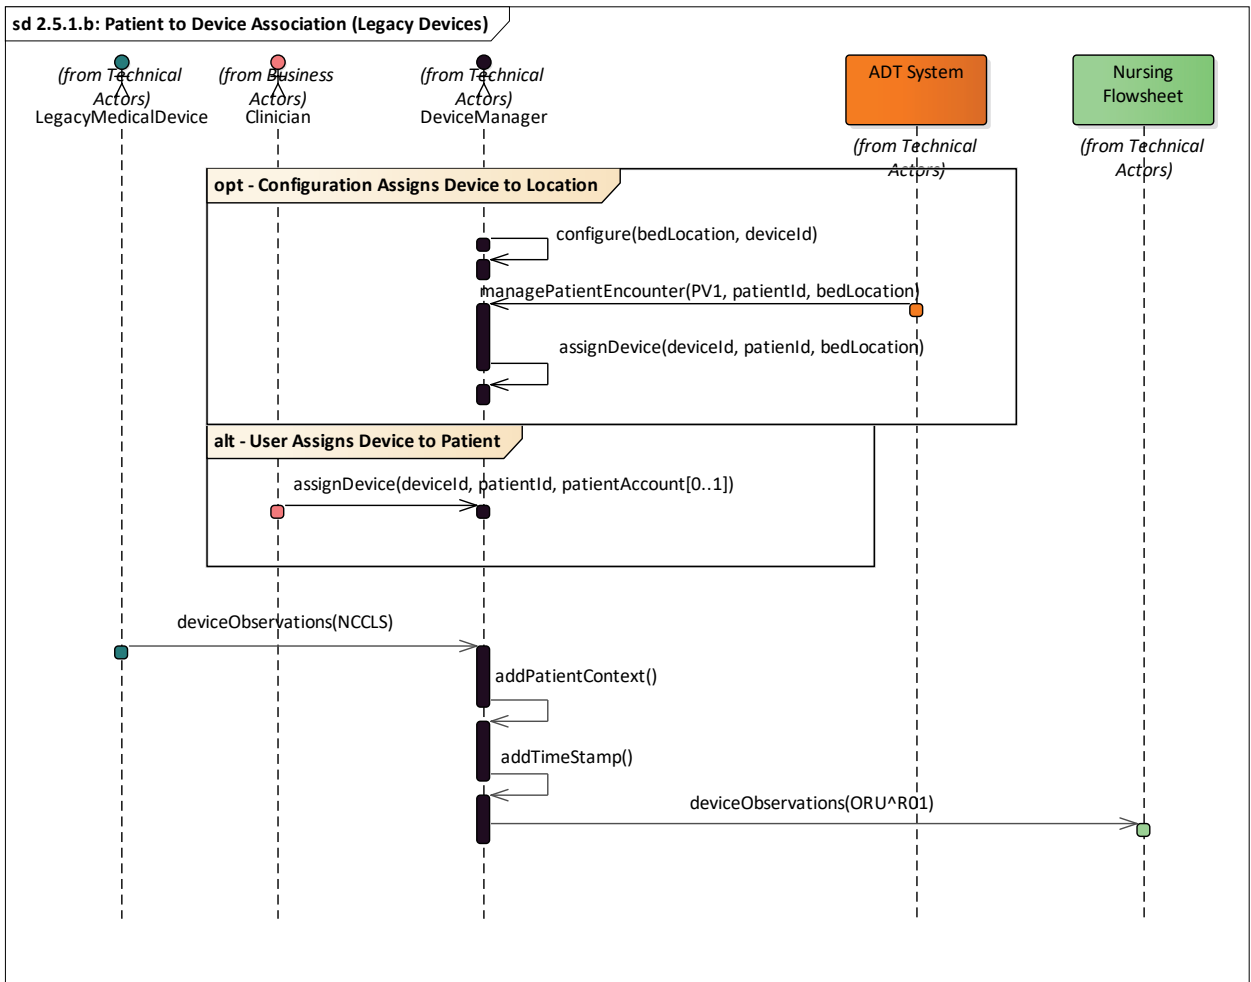 sd 2.5.1.b: Patient to Device Association (Legacy Devices)
(from Technical
Actors)
LegacyMedicalDevice
(from Business
Actors)
Clinician
(from Technical
Actors)
DeviceManager
ADT System
(from Technical
Actors)
Nursing
Flowsheet
(from Technical
Actors)
opt - Configuration Assigns Device to Location
configure(bedLocation, deviceId)
managePatientEncounter(PV1, patientId, bedLocation)
assignDevice(deviceId, patienId, bedLocation)
alt - User Assigns Device to Patient
assignDevice(deviceId, patientId, patientAccount[0..1])
deviceObservations(NCCLS)
addPatientContext()
addTimeStamp()
deviceObservations(ORU^R01)